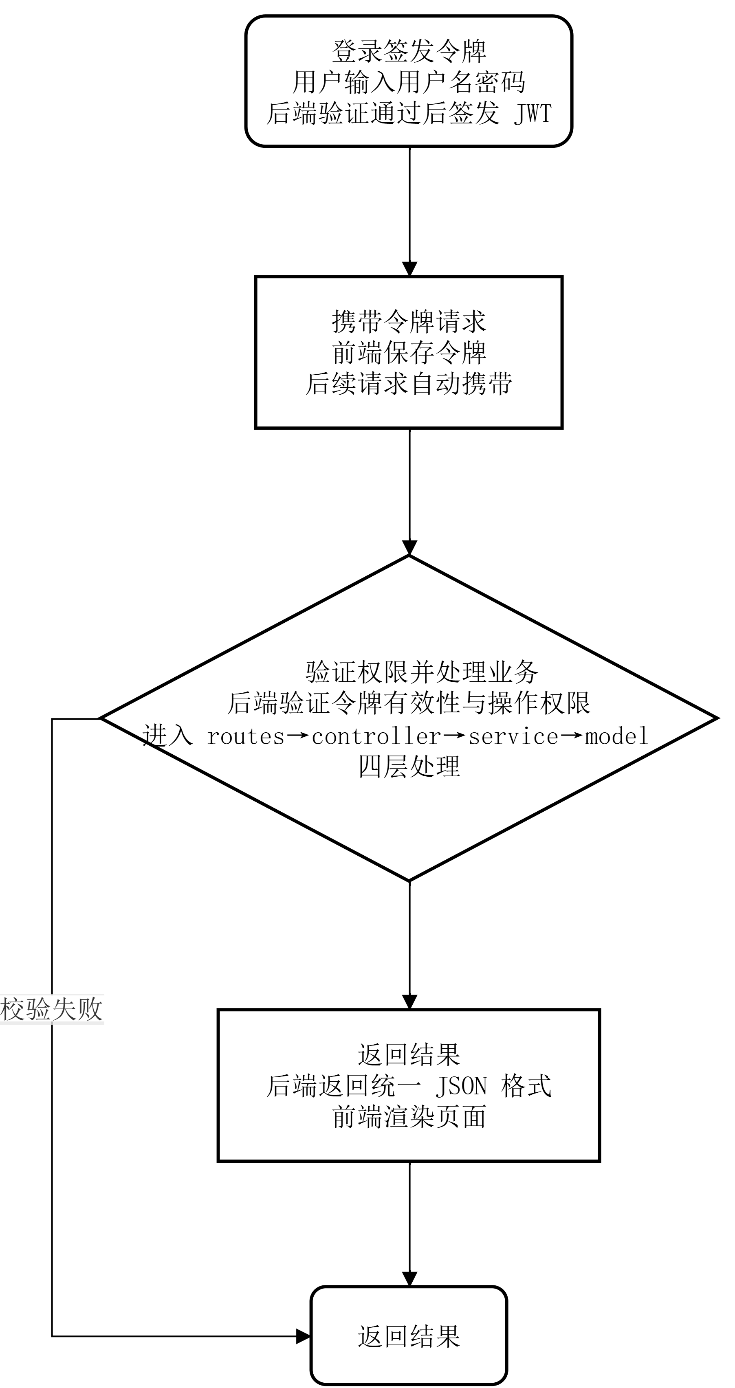 登录签发令牌
用户输入用户名密码
后端验证通过后签发 JWT
携带令牌请求
前端保存令牌
后续请求自动携带
验证权限并处理业务
后端验证令牌有效性与操作权限
进入 routes→controller→service→model
四层处理
校验失败
返回结果
后端返回统一 JSON 格式
前端渲染页面
返回结果